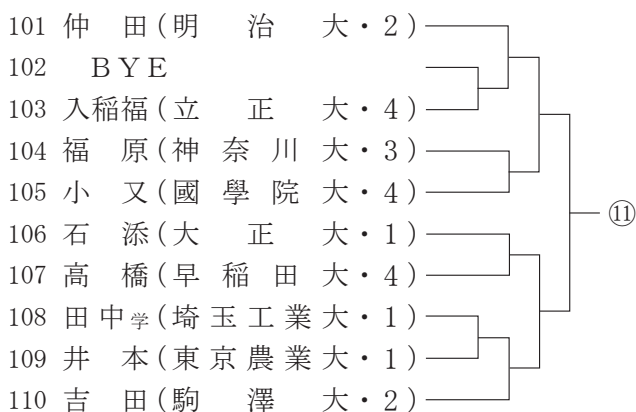 101 仲田(明治大・2)
102 BYE
103 入稲福(立正大・4)
104 福原(神奈川大・3)
105 小又(國學院大・4)
106 石添(大正大・1)
107 高橋(早稲田大・4)
108 田中学(埼玉工業大・1)
109 井本(東京農業大・1)
110 吉田(駒澤大・2)
⑪